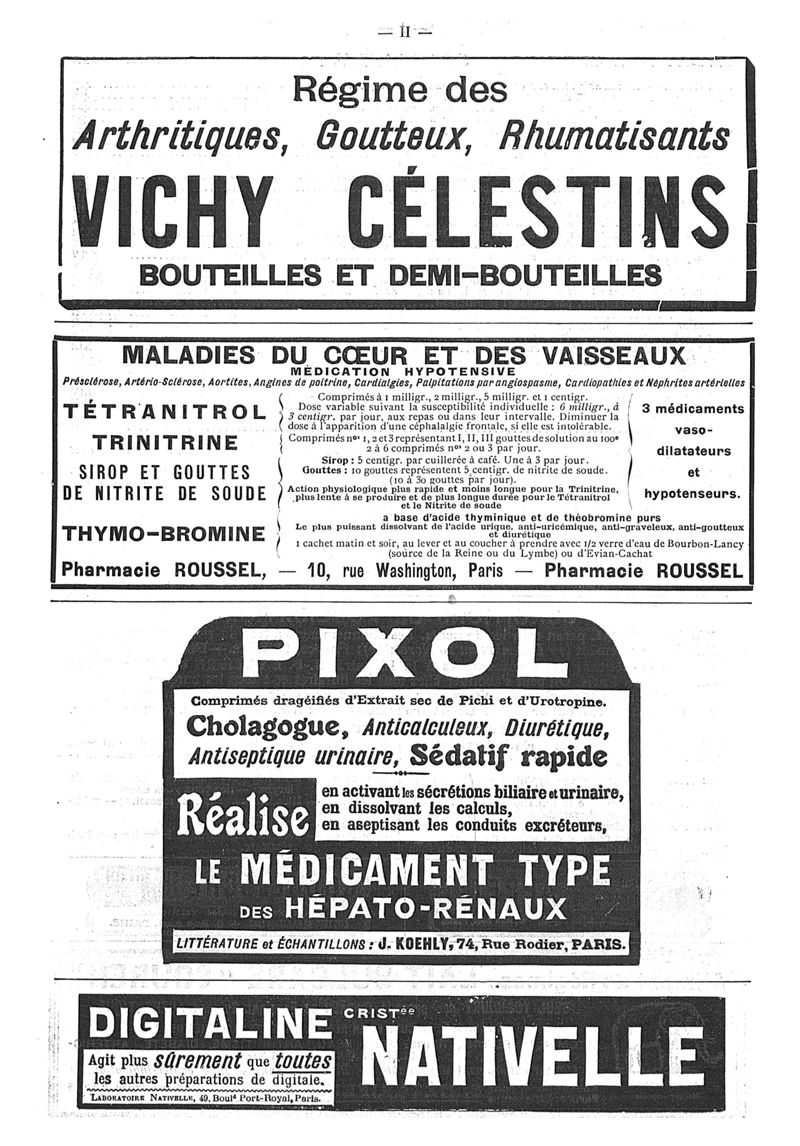 — II —
Régime des
Arthritiques, Goutteux, Rhumatisants
VICHY CÉLESTINS
BOUTEILLES ET DEMI-BOUTEILLES
MALADIES DU CŒUR ET DES VAISSEAUX
MÉDICATION HYPOTENSIVE
Présclérose, Artério-Sclérose, Aortites, Angines de poitrine, Cardialgies, Palpitations par angiospasme, Cardiopathies et Néphrites artérielles
TÉTRANITROL
Comprimés à 1 milligr., 2 milligr., 5 milligr. et 1 centigr.
Dose variable suivant la susceptibilité individuelle : 6 milligr., à
3 centigr. par jour, aux repas ou dans leur intervalle. Diminuer la
dose à l'apparition d'une céphalalgie frontale, si elle est intolérable.
TRINITRINE
Comprimés nos 1, 2 et 3 représentant I, II, III gouttes de solution au 100e
2 à 6 comprimés nos 2 ou 3 par jour.
SIROP ET GOUTTES
DE NITRITE DE SOUDE
Sirop : 5 centigr. par cuillerée à café. Une à 3 par jour.
Gouttes : 10 gouttes représentent 5 centigr. de nitrite de soude.
(10 à 30 gouttes par jour).
Action physiologique plus rapide et moins longue pour la Trinitrine,
plus lente à se produire et de plus longue durée pour le Tétranitrol
et le Nitrite de soude
3 médicaments
vaso-
dilatateurs
et
hypotenseurs.
THYMO-BROMINE
a base d'acide thyminique et de théobromine purs
Le plus puissant dissolvant de l'acide urique, anti-uricémique, anti-graveleux, anti-goutteux
et diurétique
1 cachet matin et soir, au lever et au coucher à prendre avec 1/2 verre d'eau de Bourbon-Lancy
(source de la Reine ou du Lymbe) ou d'Evian-Cachat
Pharmacie ROUSSEL, — 10, rue Washington, Paris — Pharmacie ROUSSEL
PIXOL
Comprimés dragéifiés d'Extrait sec de Pichi et d'Urotropine.
Cholagogue, Anticalculeux, Diurétique,
Antiseptique urinaire, Sédatif rapide
Réalise
en activant les sécrétions biliaire et urinaire,
en dissolvant les calculs,
en aseptisant les conduits excréteurs,
LE MÉDICAMENT TYPE
DES HÉPATO-RÉNAUX
LITTÉRATURE et ÉCHANTILLONS : J. KOEHLY, 74, Rue Rodier, PARIS.
DIGITALINE CRISTée
NATIVELLE
Agit plus sûrement que toutes
les autres préparations de digitale.
LABORATOIRE NATIVELLE, 49, Bould Port-Royal, Paris.